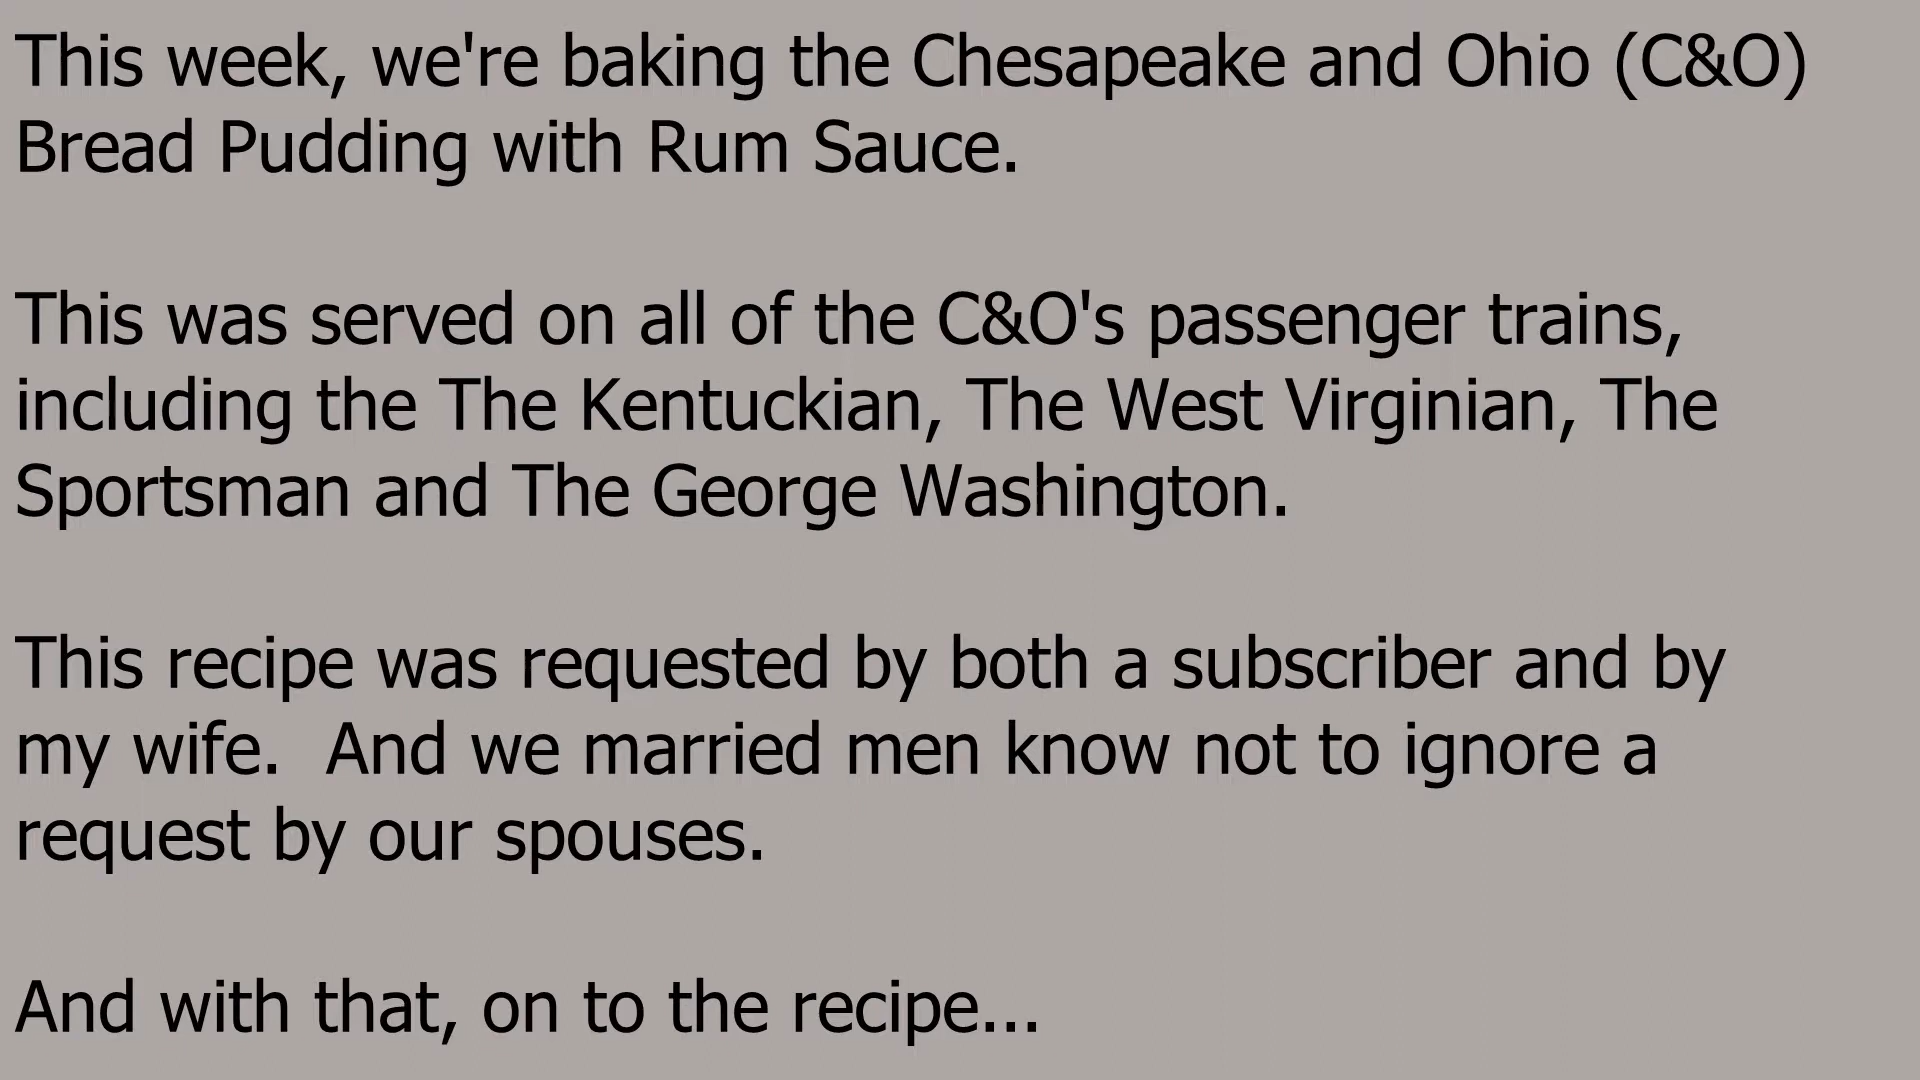 This week, we're baking the Chesapeake and Ohio (C&O)
Bread Pudding with Rum Sauce.
This was served on all of the C&O's passenger trains,
including the The Kentuckian, The West Virginian, The
Sportsman and The George Washington.
This recipe was requested by both a subscriber and by
my wife.  And we married men know not to ignore a
request by our spouses.
And with that, on to the recipe...